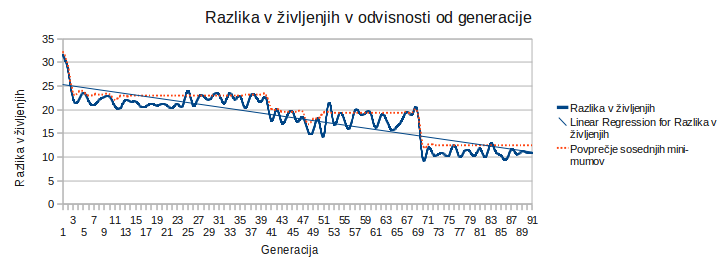 Razlika v življenjih v odvisnosti od generacije
35
30
25
20
15
10
5
0
Razlika v življenjih
3 7 11 15 19 23 27 31 35 39 43 47 51 55 59 63 67 71 75 79 83 87 91
1 5 9 13 17 21 25 29 33 37 41 45 49 53 57 61 65 69 73 77 81 85 89
Generacija
Razlika v življenjih
Linear Regression for Razlika v
življenjih
Povprečje sosednjih mini-
mumov